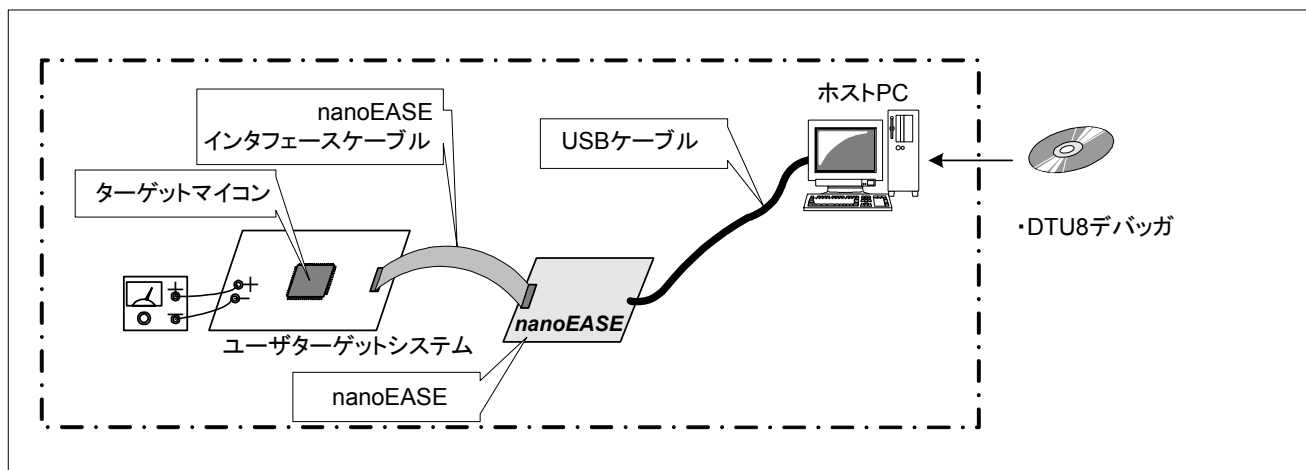 ホストPC
nanoEASE
インタフェースケーブル
USBケーブル
ターゲットマイコン
・DTU8デバッガ
+
-
+
-
nanoEASE
ユーザターゲットシステム
nanoEASE